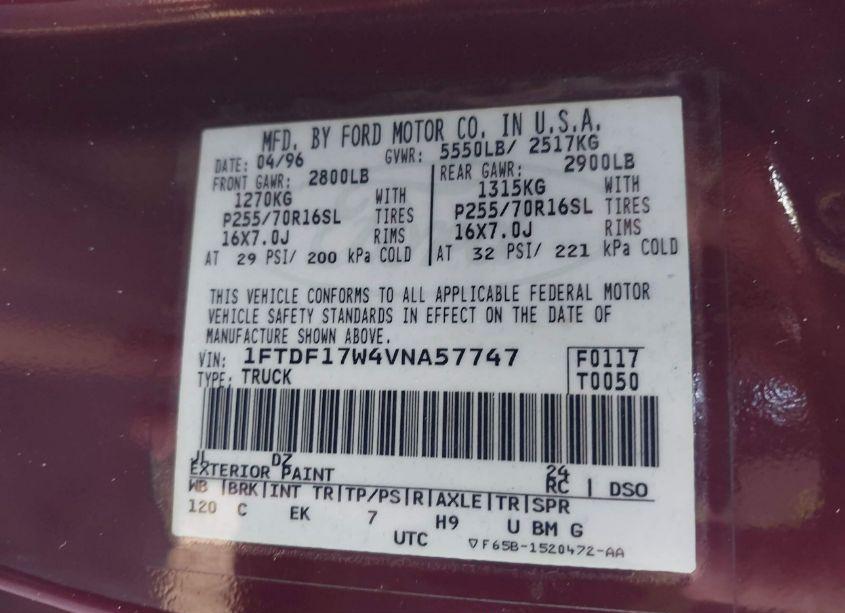 MFD. BY FORD MOTOR CO. IN U.S.A.
DATE: 04/96 GVWR: 5550LB/ 2517KG
FRONT GAWR: 2800LB REAR GAWR: 2900LB
1270KG WITH 1315KG WITH
P255/70R16SL TIRES P255/70R16SL TIRES
16X7.0J RIMS 16X7.0J RIMS
AT 29 PSI/ 200 kPa COLD AT 32 PSI/ 221 kPa COLD
THIS VEHICLE CONFORMS TO ALL APPLICABLE FEDERAL MOTOR
VEHICLE SAFETY STANDARDS IN EFFECT ON THE DATE OF
MANUFACTURE SHOWN ABOVE.
VIN: 1FTDF17W4VNA57747 F0117
TYPE: TRUCK T0050
JL DZ 24
EXTERIOR PAINT RC DSO
WB BRK INT TR TP/PS R AXLE TR SPR
120 C EK 7 H9 U BM G
UTC ▽F65B-1520472-AA